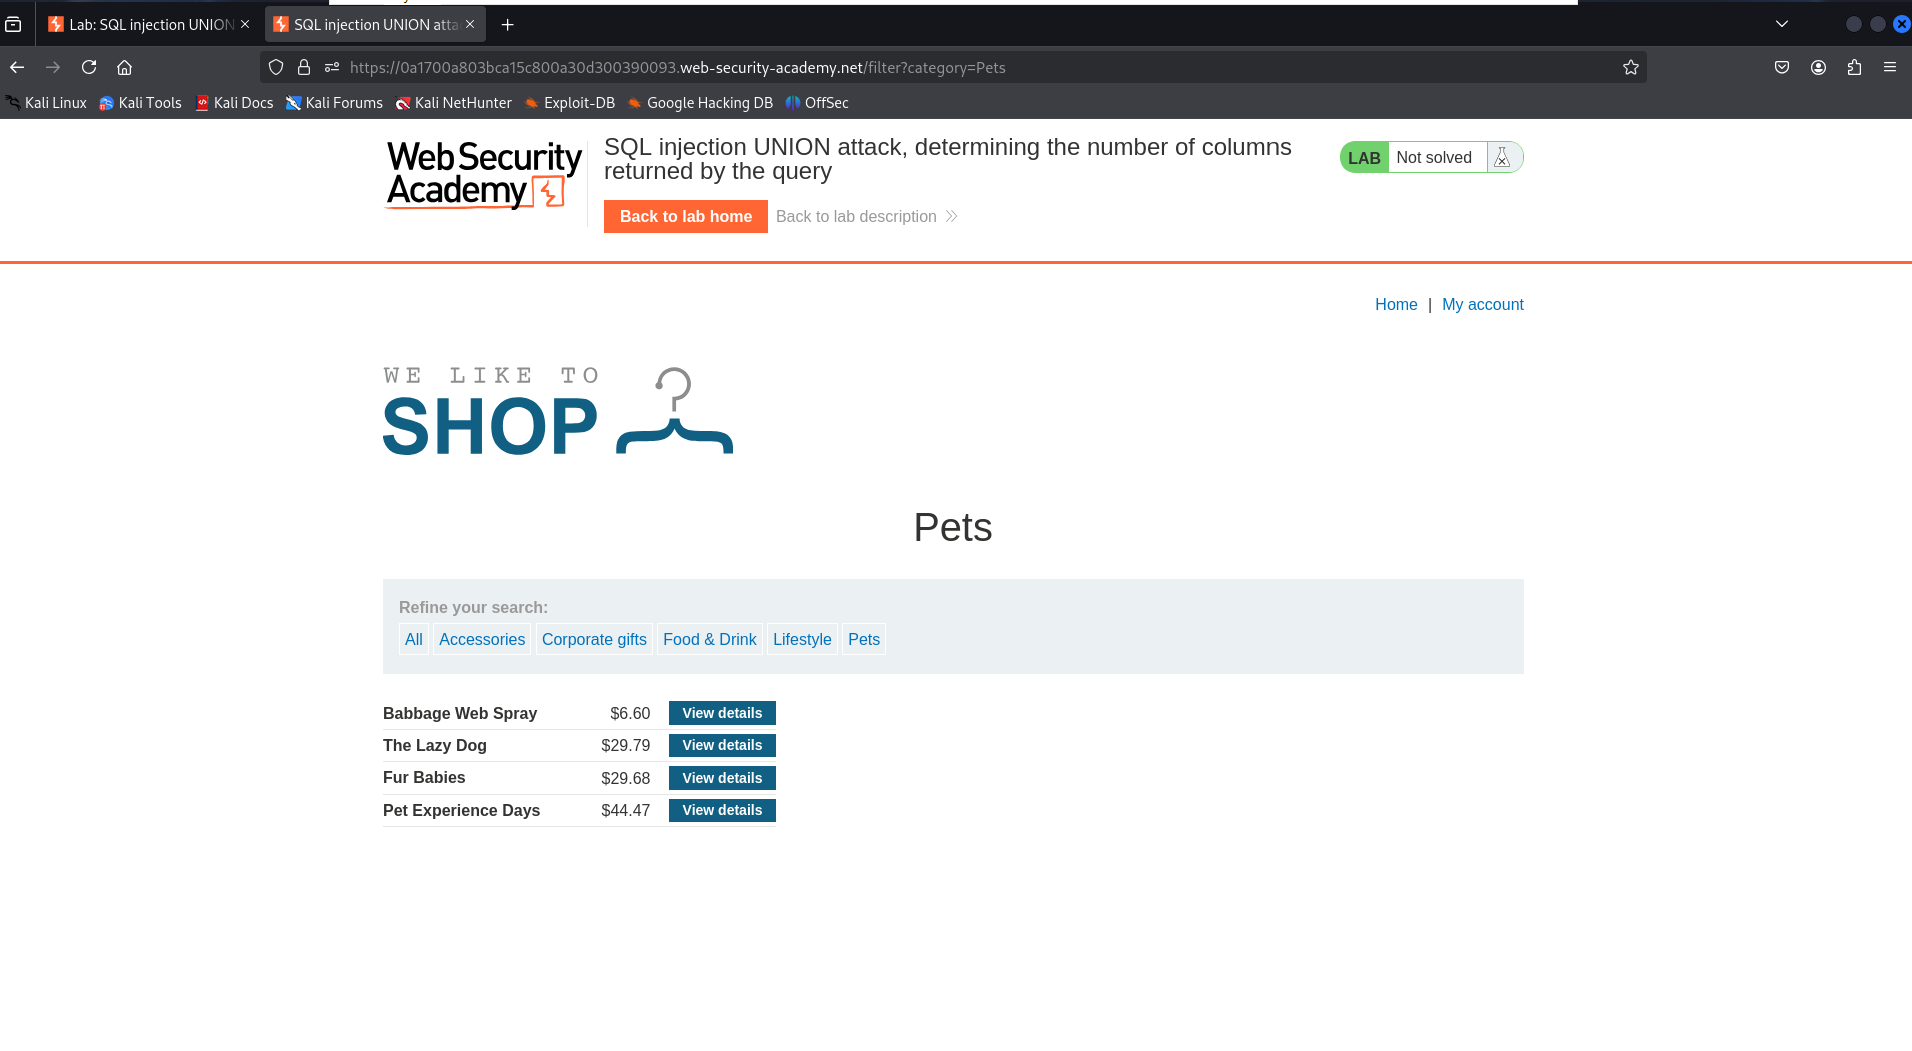 Lab: SQL injection UNION
SQL injection UNION atta
https://0a1700a803bca15c800a30d300390093.web-security-academy.net/filter?category=Pets
Kali Linux Kali Tools Kali Docs Kali Forums Kali NetHunter Exploit-DB Google Hacking DB OffSec
Web Security
Academy
SQL injection UNION attack, determining the number of columns
returned by the query
LAB Not solved
Back to lab home Back to lab description
Home | My account
WE LIKE TO
SHOP
Pets
Refine your search:
All Accessories Corporate gifts Food & Drink Lifestyle Pets
Babbage Web Spray $6.60 View details
The Lazy Dog $29.79 View details
Fur Babies $29.68 View details
Pet Experience Days $44.47 View details